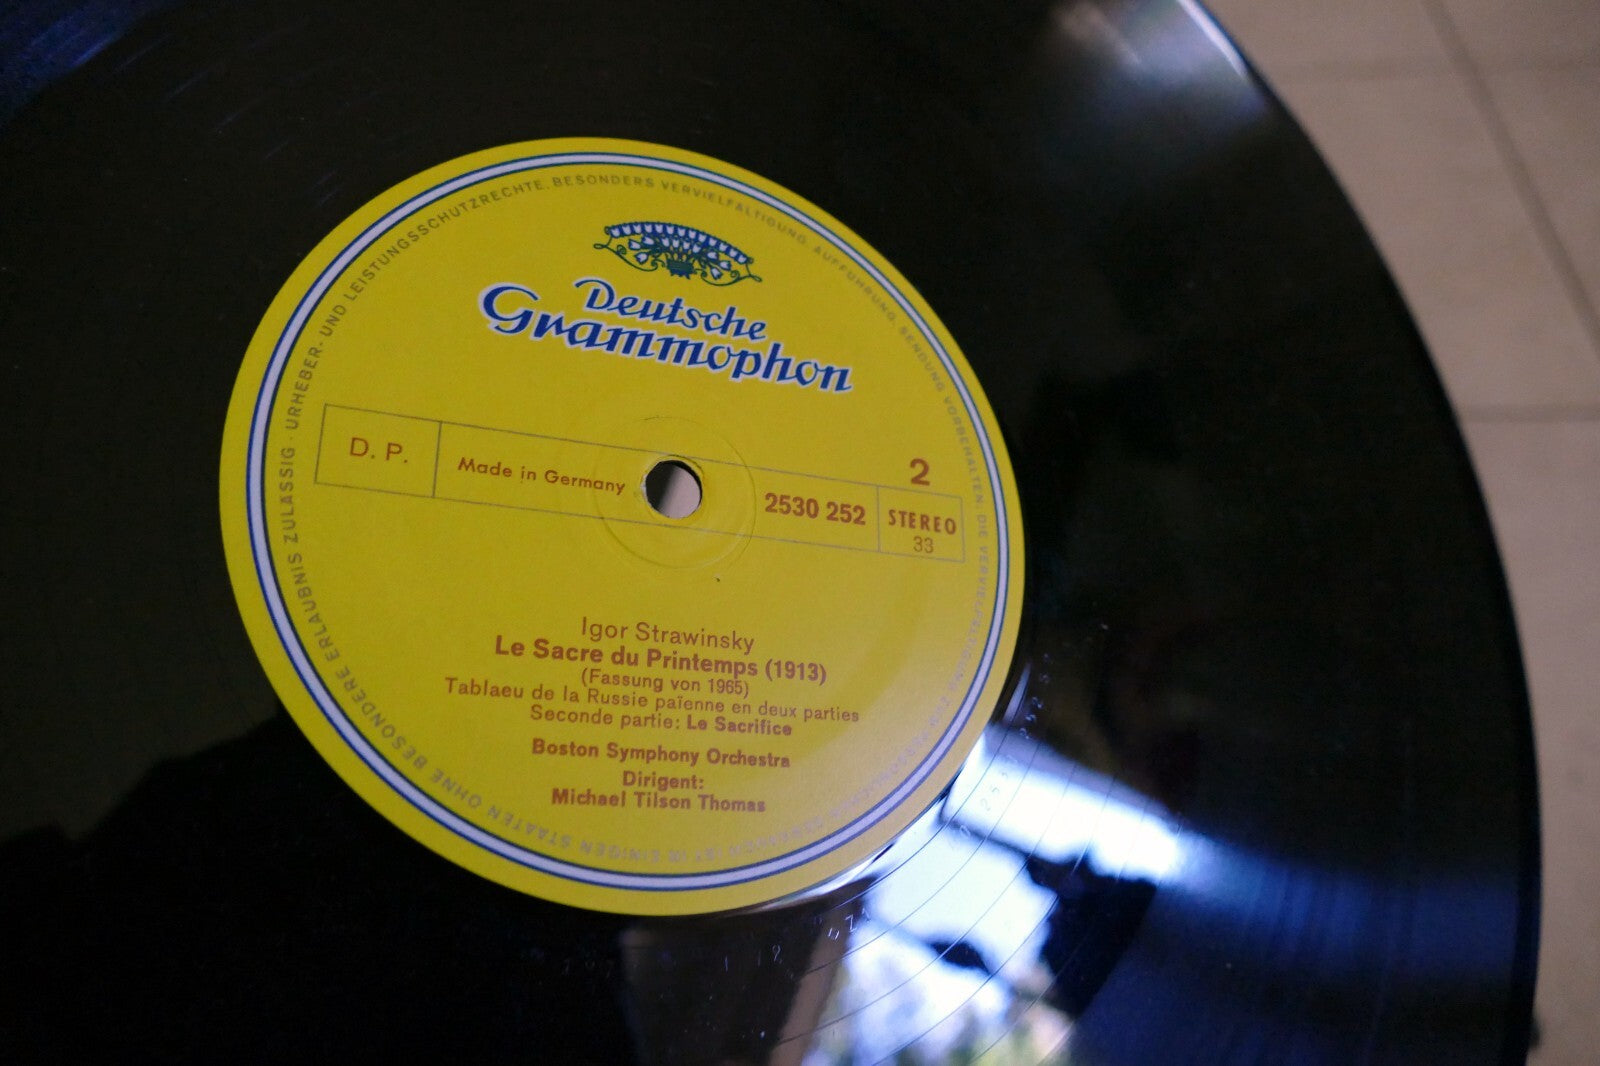 URHEBER- UND LEISTUNGSSCHUTZRECHTE. BESONDERS VERVIELFÄLTIGUNG, AUFFÜHRUNG, SENDUNG VORBEHALTEN. DIE
EINIGEN STAATEN OHNE BESONDERE ERLAUBNIS ZULÄSSIG ·
Deutsche
Grammophon
D. P.
Made in Germany
2530 252
2
STEREO
33
Igor Strawinsky
Le Sacre du Printemps (1913)
(Fassung von 1965)
Tablaeu de la Russie païenne en deux parties
Seconde partie: Le Sacrifice
Boston Symphony Orchestra
Dirigent:
Michael Tilson Thomas